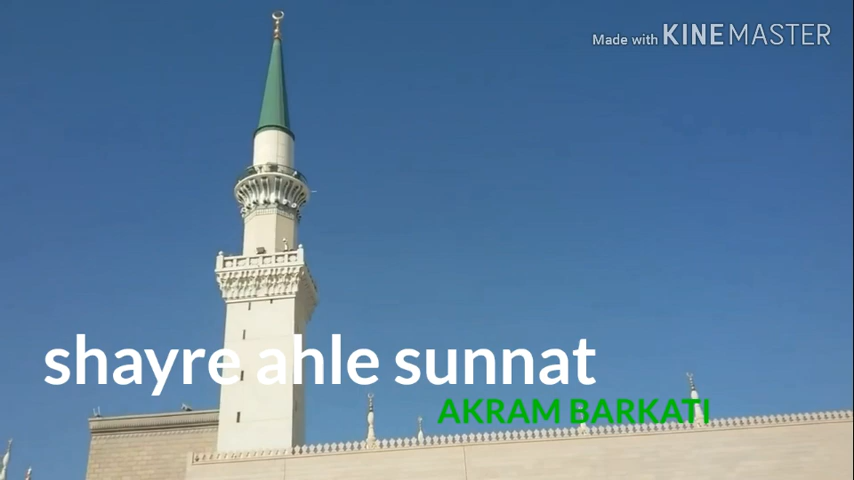 Made with KINEMASTER
shayre ahle sunnat
AKRAM BARKATI